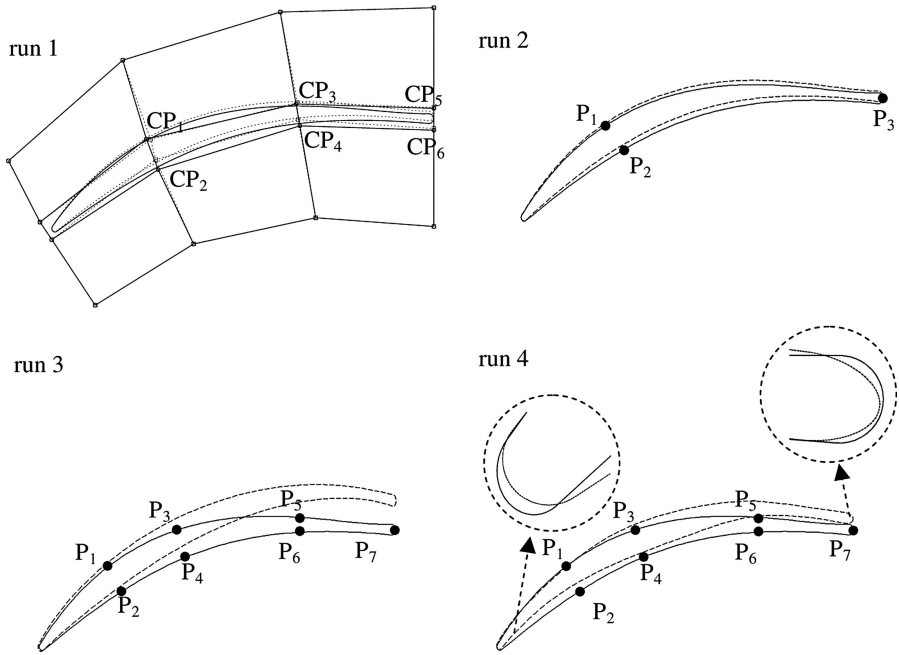 run 1
CP1
CP2
CP3
CP4
CP5
CP6
run 2
P1
P2
P3
run 3
P1
P2
P3
P4
P5
P6
P7
run 4
P1
P2
P3
P4
P5
P6
P7